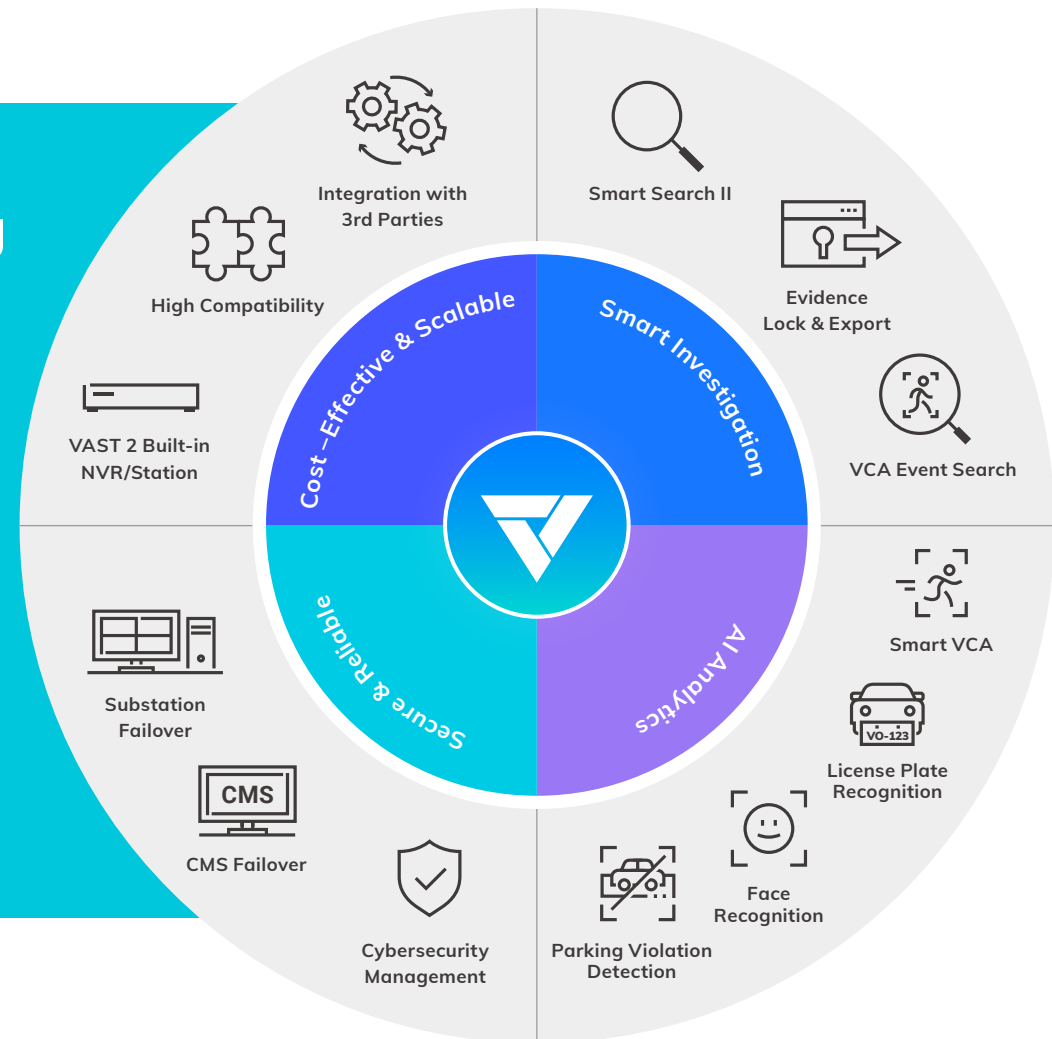 Integration with
3rd Parties
High Compatibility
VAST 2 Built-in
NVR/Station
Cost –Effective & Scalable
Smart Search II
Evidence
Lock & Export
VCA Event Search
Smart Investigation
Smart VCA
VO-123
License Plate
Recognition
Face
Recognition
Parking Violation
Detection
AI Analytics
Substation
Failover
CMS
CMS Failover
Cybersecurity
Management
Secure & Reliable